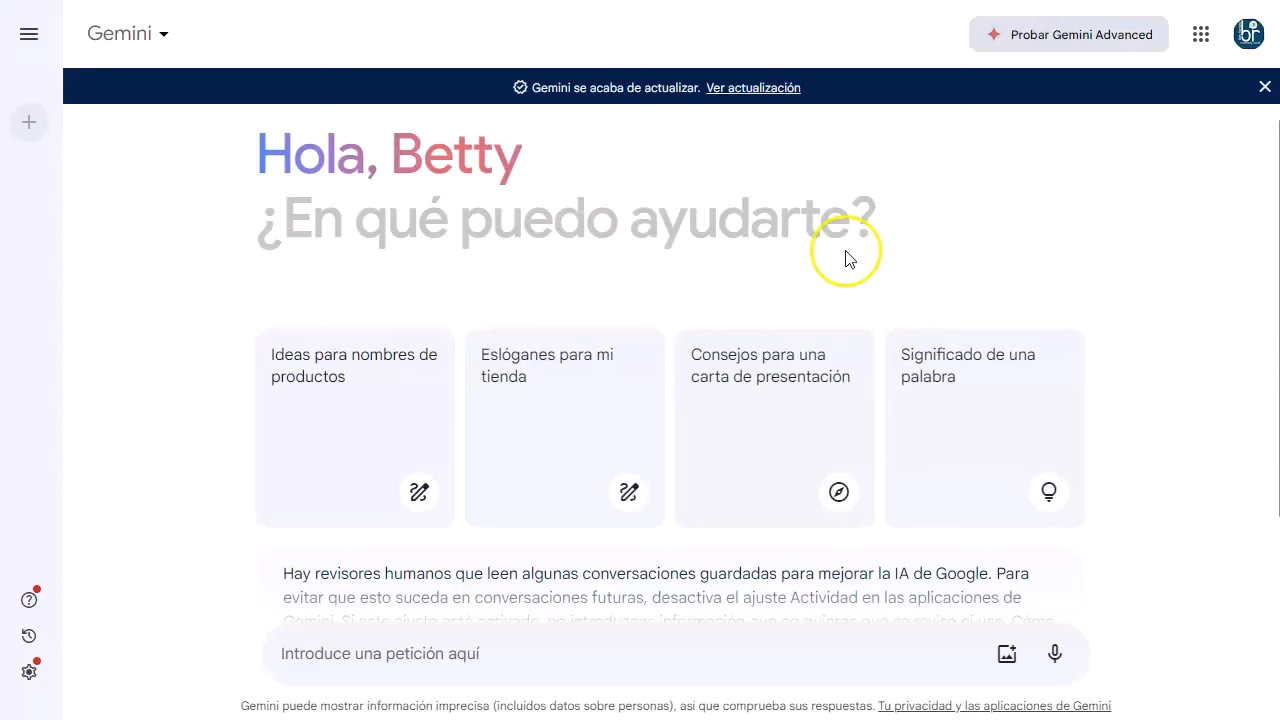 Gemini
Probar Gemini Advanced
br
Gemini se acaba de actualizar. Ver actualización
Hola, Betty
¿En qué puedo ayudarte?
Ideas para nombres de
productos
Eslóganes para mi
tienda
Consejos para una
carta de presentación
Significado de una
palabra
Hay revisores humanos que leen algunas conversaciones guardadas para mejorar la IA de Google. Para
evitar que esto suceda en conversaciones futuras, desactiva el ajuste Actividad en las aplicaciones de
Introduce una petición aquí
Gemini puede mostrar información imprecisa (incluidos datos sobre personas), así que comprueba sus respuestas. Tu privacidad y las aplicaciones de Gemini